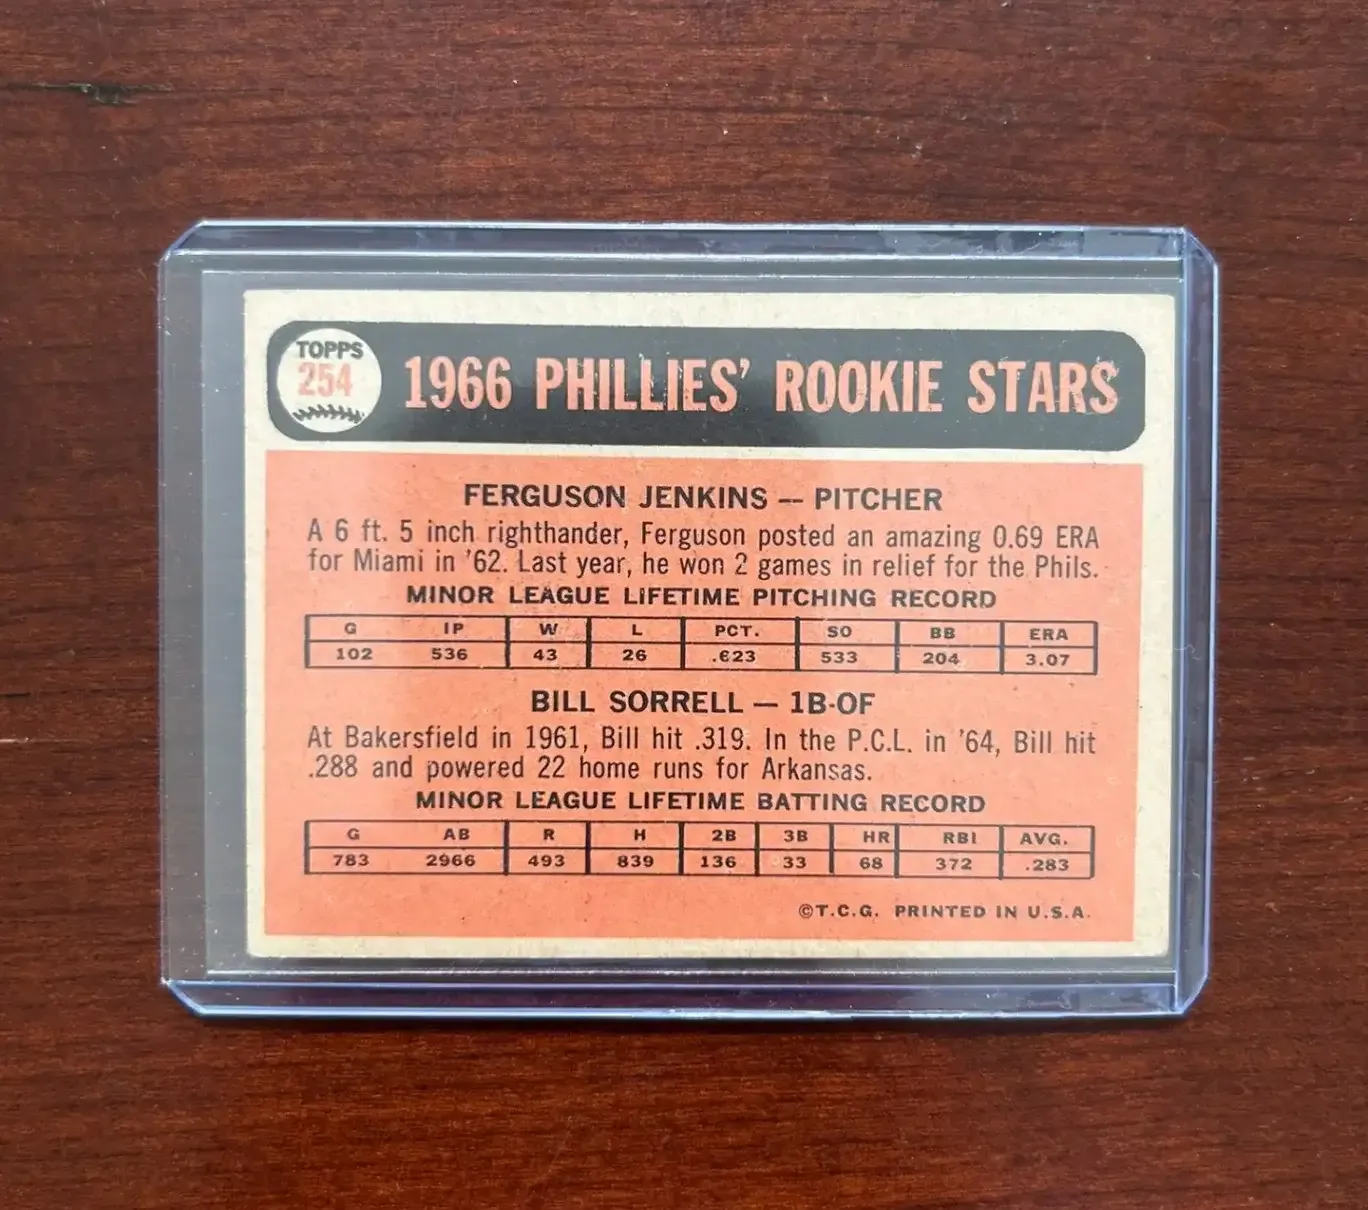 TOPPS
254
1966 PHILLIES' ROOKIE STARS
FERGUSON JENKINS — PITCHER
A 6 ft. 5 inch righthander, Ferguson posted an amazing 0.69 ERA
for Miami in '62. Last year, he won 2 games in relief for the Phils.
MINOR LEAGUE LIFETIME PITCHING RECORD
G IP W L PCT. SO BB ERA
102 536 43 26 .623 533 204 3.07
BILL SORRELL — 1B-OF
At Bakersfield in 1961, Bill hit .319. In the P.C.L. in '64, Bill hit
.288 and powered 22 home runs for Arkansas.
MINOR LEAGUE LIFETIME BATTING RECORD
G AB R H 2B 3B HR RBI AVG.
783 2966 493 839 136 33 68 372 .283
©T.C.G. PRINTED IN U.S.A.